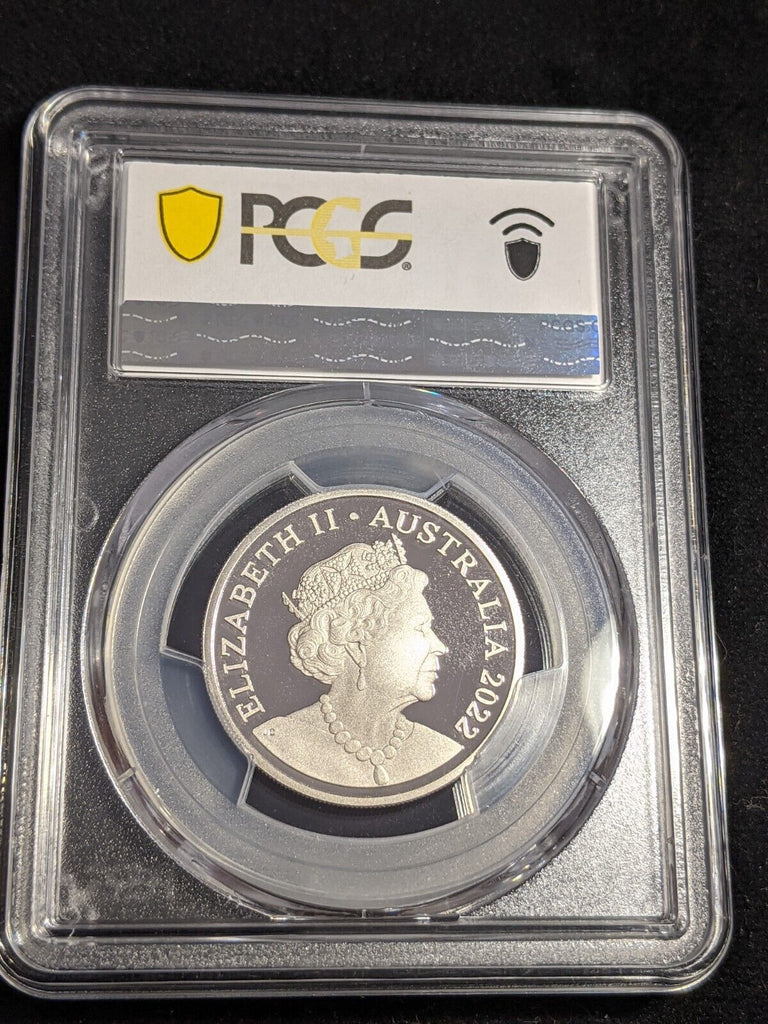 PCGS®
ELIZABETH II • AUSTRALIA 2022